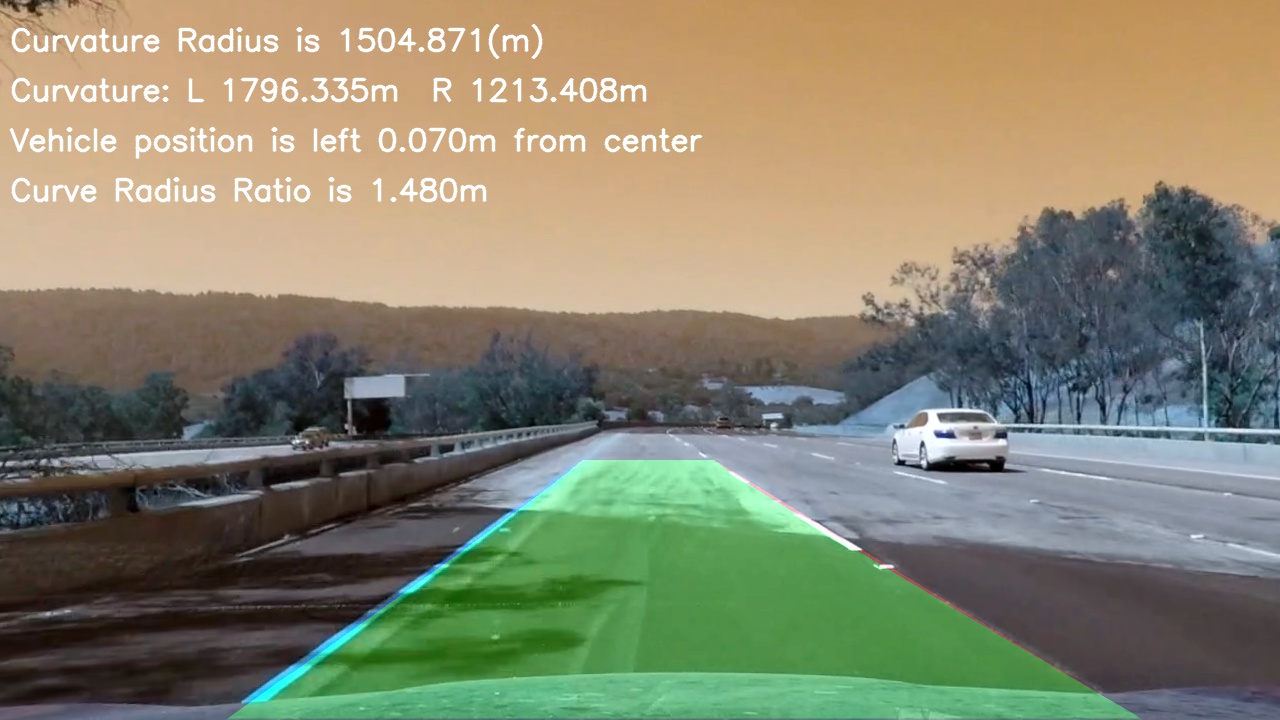 Curvature Radius is 1504.871(m)
Curvature: L 1796.335m R 1213.408m
Vehicle position is left 0.070m from center
Curve Radius Ratio is 1.480m